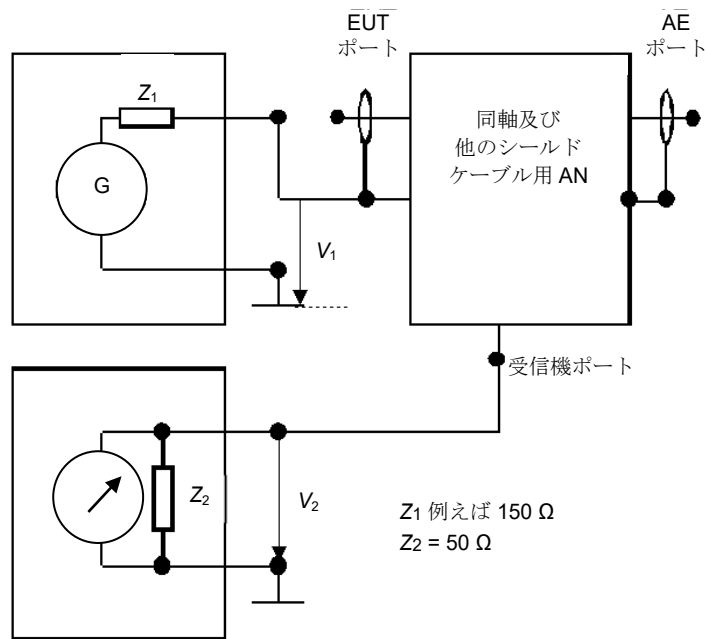 EUT
ポート
AE
ポート
Z1
G
同軸及び
他のシールド
ケーブル用 AN
V1
受信機ポート
Z2
V2
Z1 例えば 150 Ω
Z2 = 50 Ω